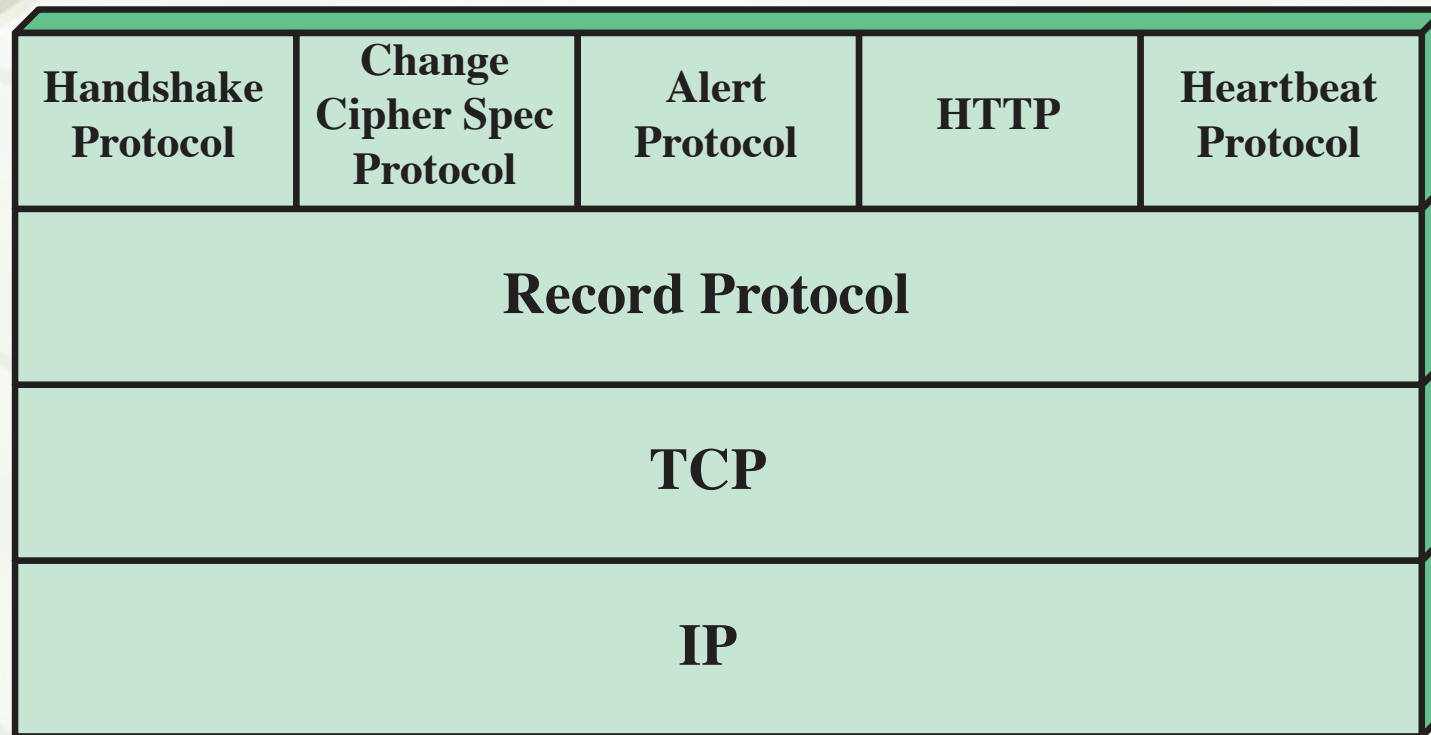 Handshake
Protocol
Change
Cipher Spec
Protocol
Alert
Protocol
HTTP
Heartbeat
Protocol
Record Protocol
TCP
IP